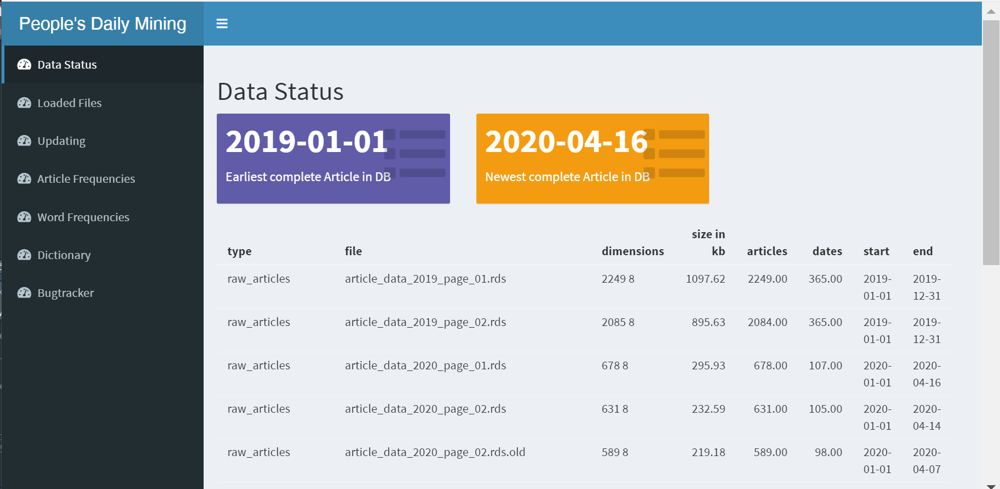 People's Daily Mining
Data Status
Loaded Files
Updating
Article Frequencies
Word Frequencies
Dictionary
Bugtracker
Data Status
2019-01-01
Earliest complete Article in DB
2020-04-16
Newest complete Article in DB
type file dimensions size in kb articles dates start end
raw_articles article_data_2019_page_01.rds 2249 8 1097.62 2249.00 365.00 2019- 2019-
01-01 12-31
raw_articles article_data_2019_page_02.rds 2085 8 895.63 2084.00 365.00 2019- 2019-
01-01 12-31
raw_articles article_data_2020_page_01.rds 678 8 295.93 678.00 107.00 2020- 2020-
01-01 04-16
raw_articles article_data_2020_page_02.rds 631 8 232.59 631.00 105.00 2020- 2020-
01-01 04-14
raw_articles article_data_2020_page_02.rds.old 589 8 219.18 589.00 98.00 2020- 2020-
01-01 04-07